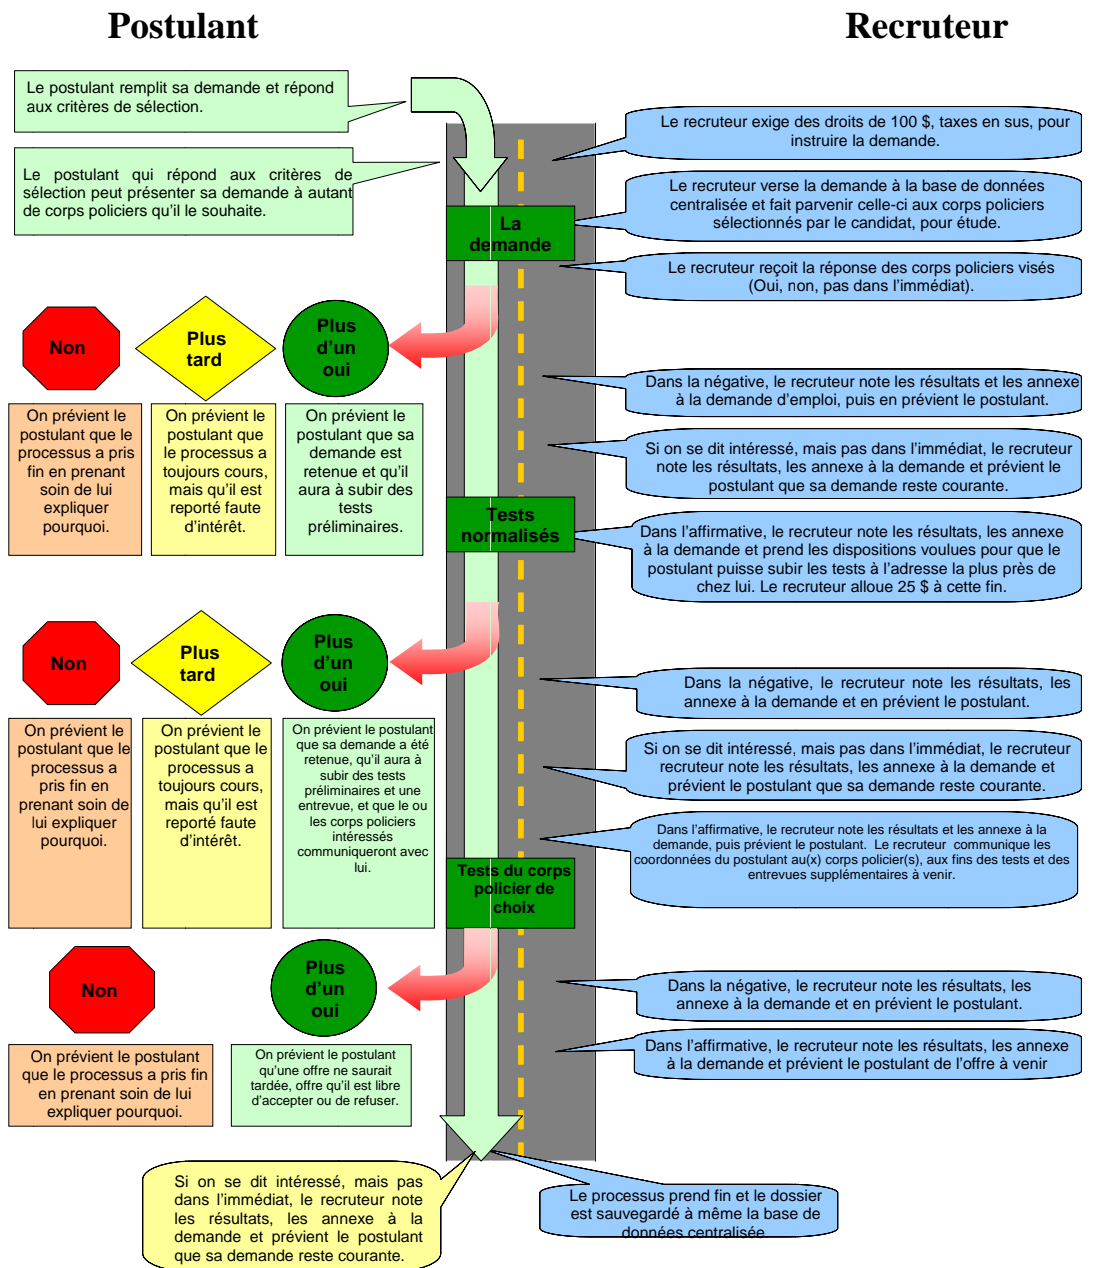 Postulant
Recruteur
Le postulant remplit sa demande et répond
aux critères de sélection.
Le postulant qui répond aux critères de
sélection peut présenter sa demande à autant
de corps policiers qu'il le souhaite.
Le recruteur exige des droits de 100 $, taxes en sus, pour
instruire la demande.
Le recruteur verse la demande à la base de données
centralisée et fait parvenir celle-ci aux corps policiers
sélectionnés par le candidat, pour étude.
La
demande
Le recruteur reçoit la réponse des corps policiers visés
(Oui, non, pas dans l'immédiat).
Non
Plus
tard
Plus
d'un
oui
On prévient le
postulant que le
processus a pris
fin en prenant
soin de lui
expliquer
pourquoi.
On prévient le
postulant que
le processus a
toujours cours,
mais qu'il est
reporté faute
d'intérêt.
On prévient le
postulant que sa
demande est
retenue et qu'il
aura à subir des
tests
préliminaires.
Dans la négative, le recruteur note les résultats et les annexe
à la demande d'emploi, puis en prévient le postulant.
Si on se dit intéressé, mais pas dans l'immédiat, le recruteur
note les résultats, les annexe à la demande et prévient le
postulant que sa demande reste courante.
Tests
normalisés
Dans l'affirmative, le recruteur note les résultats, les annexe
à la demande et prend les dispositions voulues pour que le
postulant puisse subir les tests à l'adresse la plus près de
chez lui. Le recruteur alloue 25 $ à cette fin.
Non
Plus
tard
Plus
d'un
oui
On prévient le
postulant que le
processus a
pris fin en
prenant soin de
lui expliquer
pourquoi.
On prévient le
postulant que le
processus a
toujours cours,
mais qu'il est
reporté faute
d'intérêt.
On prévient le postulant
que sa demande a été
retenue, qu'il aura à
subir des tests
préliminaires et une
entrevue, et que le ou
les corps policiers
intéressés
communiqueront avec
lui.
Dans la négative, le recruteur note les résultats, les
annexe à la demande et en prévient le postulant.
Si on se dit intéressé, mais pas dans l'immédiat, le recruteur
recruteur note les résultats, les annexe à la demande et
prévient le postulant que sa demande reste courante.
Dans l'affirmative, le recruteur note les résultats et les annexe à la
demande, puis prévient le postulant. Le recruteur communique les
coordonnées du postulant au(x) corps policier(s), aux fins des tests et des
entrevues supplémentaires à venir.
Tests du corps
policier de
choix
Non
Plus
d'un
oui
On prévient le postulant
que le processus a pris fin
en prenant soin de lui
expliquer pourquoi.
On prévient le postulant
qu'une offre ne saurait
tardée, offre qu'il est libre
d'accepter ou de refuser.
Dans la négative, le recruteur note les résultats, les
annexe à la demande et en prévient le postulant.
Dans l'affirmative, le recruteur note les résultats, les annexe
à la demande et prévient le postulant de l'offre à venir
Si on se dit intéressé, mais pas
dans l'immédiat, le recruteur note
les résultats, les annexe à la
demande et prévient le postulant
que sa demande reste courante.
Le processus prend fin et le dossier
est sauvegardé à même la base de
données centralisée